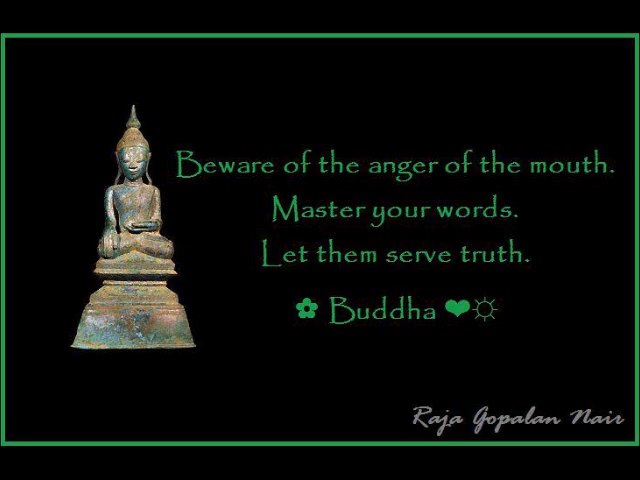 Beware of the anger of the mouth.
Master your words.
Let them serve truth.
✿ Buddha ❤☼
Raja Gopalan Nair